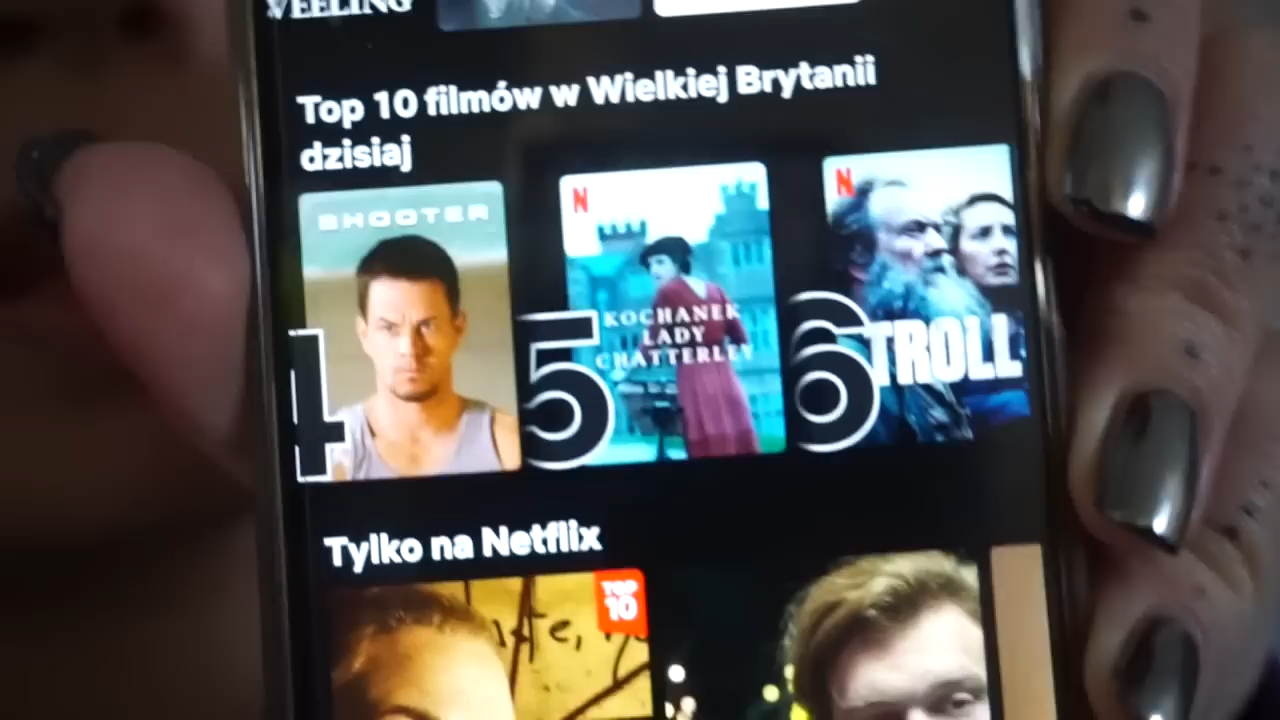 VEELING
Top 10 filmów w Wielkiej Brytanii
dzisiaj
SHOOTER
4
N
KOCHANEK
LADY
CHATTERLEY
5
N
TROLL
6
Tylko na Netflix
TOP
10